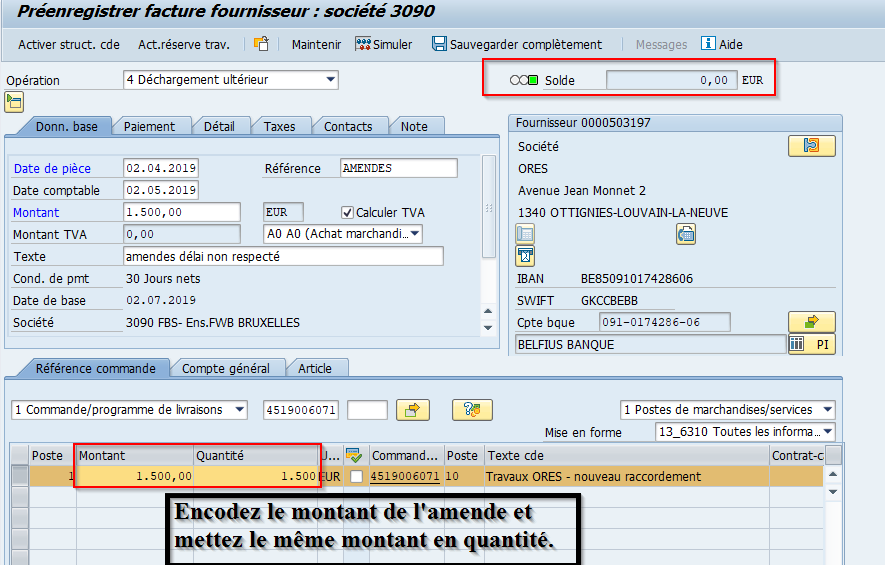 Préenregistrer facture fournisseur : société 3090
Activer struct. cde Act.réserve trav. Maintenir Simuler Sauvegarder complètement Messages Aide
Opération 4 Déchargement ultérieur Solde 0,00 EUR
Donn. base Paiement Détail Taxes Contacts Note
Date de pièce 02.04.2019 Référence AMENDES
Date comptable 02.05.2019
Montant 1.500,00 EUR Calculer TVA
Montant TVA 0,00 A0 A0 (Achat marchandi...
Texte amendes délai non respecté
Cond. de pmt 30 Jours nets
Date de base 02.07.2019
Société 3090 FBS- Ens.FWB BRUXELLES
Fournisseur 0000503197
Société
ORES
Avenue Jean Monnet 2
1340 OTTIGNIES-LOUVAIN-LA-NEUVE
IBAN BE85091017428606
SWIFT GKCCBEBB
Cpte bque 091-0174286-06
BELFIUS BANQUE PI
Référence commande Compte général Article
1 Commande/programme de livraisons 4519006071 1 Postes de marchandises/services
Mise en forme 13_6310 Toutes les informa...
Poste Montant Quantité U... Command... Poste Texte cde Contrat-c
1 1.500,00 1.500 EUR 4519006071 10 Travaux ORES - nouveau raccordement
Encodez le montant de l'amende et
mettez le même montant en quantité.